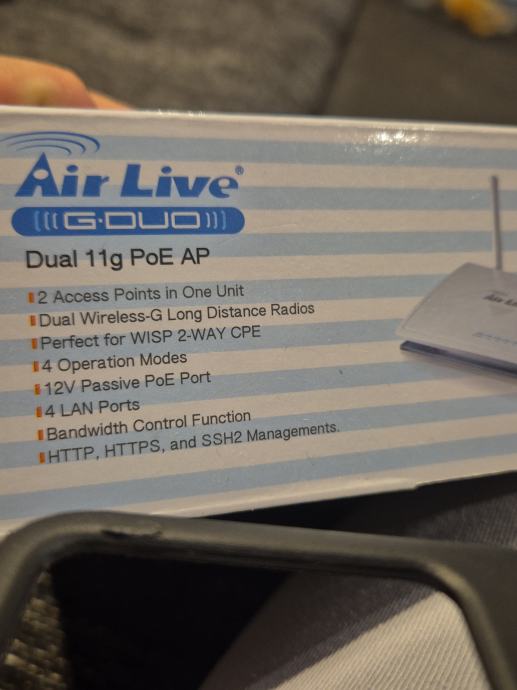 Air Live®
G·DUO
Dual 11g PoE AP
2 Access Points in One Unit
Dual Wireless-G Long Distance Radios
Perfect for WISP 2-WAY CPE
4 Operation Modes
12V Passive PoE Port
4 LAN Ports
Bandwidth Control Function
HTTP, HTTPS, and SSH2 Managements.
Air Li